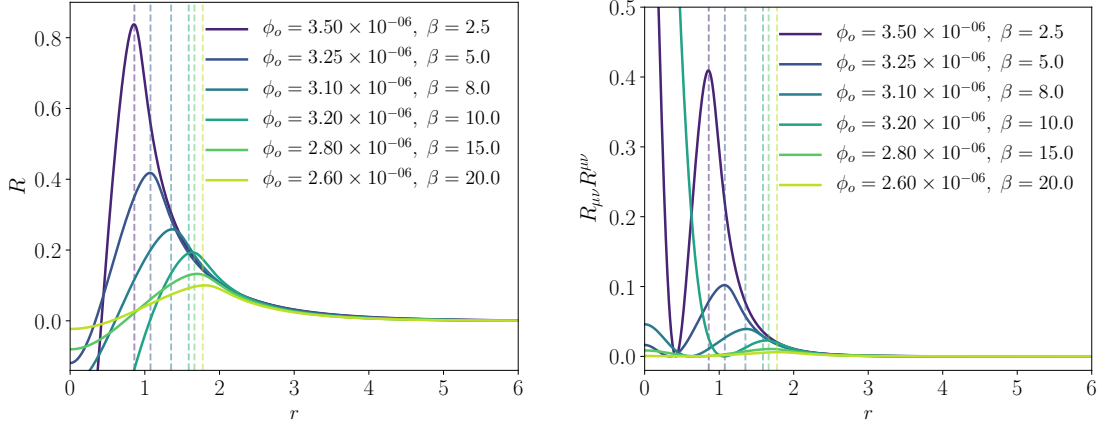 0.8
0.6
0.4
0.2
0.0
R
0 1 2 3 4 5 6
r
ϕ_o = 3.50 × 10^{−06}, β = 2.5
ϕ_o = 3.25 × 10^{−06}, β = 5.0
ϕ_o = 3.10 × 10^{−06}, β = 8.0
ϕ_o = 3.20 × 10^{−06}, β = 10.0
ϕ_o = 2.80 × 10^{−06}, β = 15.0
ϕ_o = 2.60 × 10^{−06}, β = 20.0
0.5
0.4
0.3
0.2
0.1
0.0
R_{μν}R^{μν}
0 1 2 3 4 5 6
r
ϕ_o = 3.50 × 10^{−06}, β = 2.5
ϕ_o = 3.25 × 10^{−06}, β = 5.0
ϕ_o = 3.10 × 10^{−06}, β = 8.0
ϕ_o = 3.20 × 10^{−06}, β = 10.0
ϕ_o = 2.80 × 10^{−06}, β = 15.0
ϕ_o = 2.60 × 10^{−06}, β = 20.0